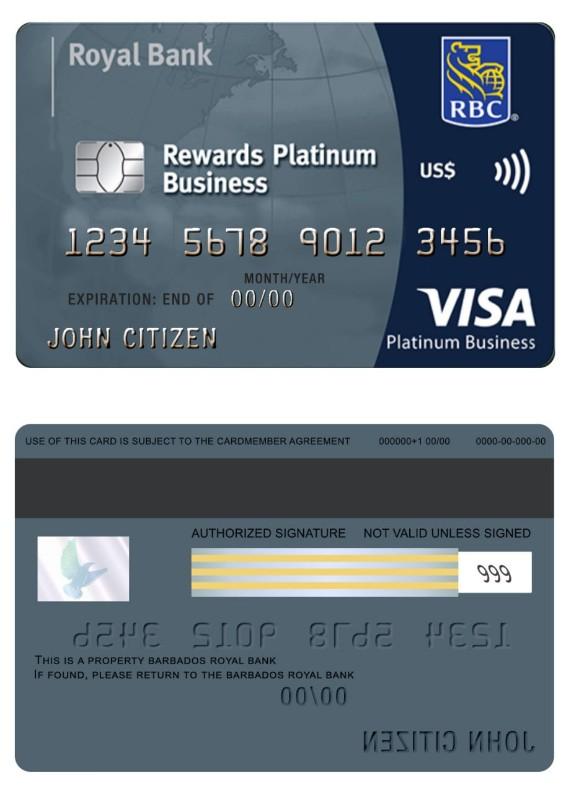 Royal Bank
RBC®
Rewards Platinum
Business
US$
1234 5678 9012 3456
MONTH/YEAR
EXPIRATION: END OF 00/00
JOHN CITIZEN
VISA
Platinum Business
USE OF THIS CARD IS SUBJECT TO THE CARDMEMBER AGREEMENT 000000+1 00/00 0000-00-000-00
AUTHORIZED SIGNATURE NOT VALID UNLESS SIGNED
999
1234 5678 9012 3456
THIS IS A PROPERTY BARBADOS ROYAL BANK
IF FOUND, PLEASE RETURN TO THE BARBADOS ROYAL BANK
00/00
JOHN CITIZEN